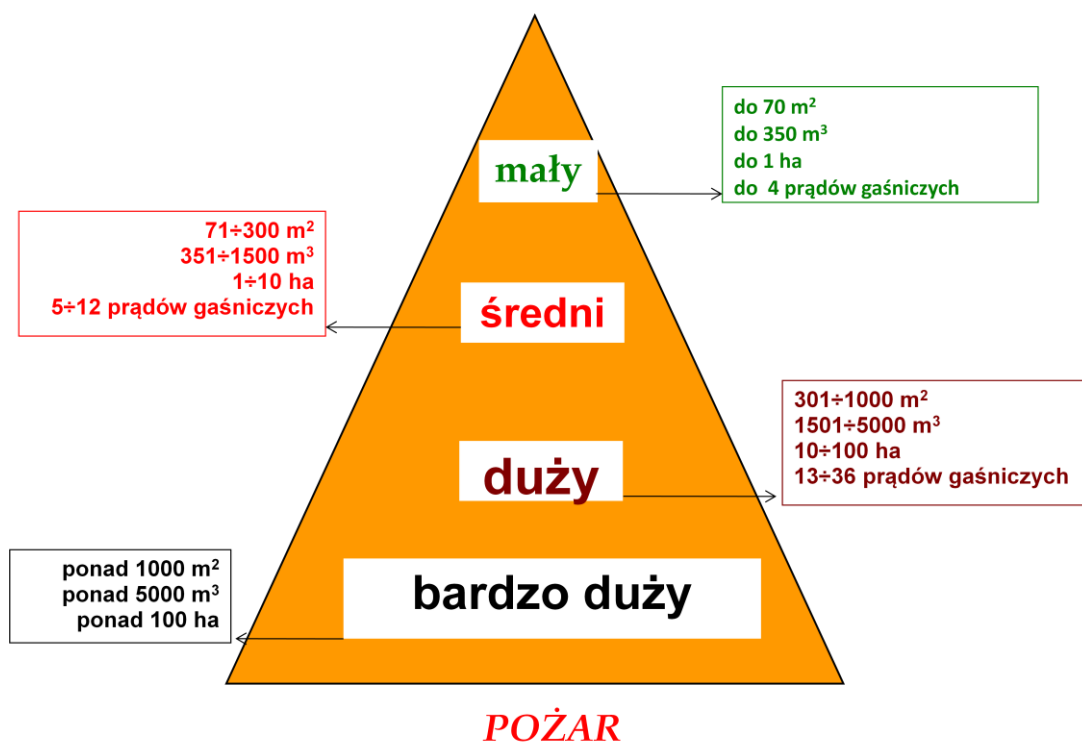 mały
do 70 m²
do 350 m³
do 1 ha
do 4 prądów gaśniczych
71÷300 m²
351÷1500 m³
1÷10 ha
5÷12 prądów gaśniczych
średni
301÷1000 m²
1501÷5000 m³
10÷100 ha
13÷36 prądów gaśniczych
duży
ponad 1000 m²
ponad 5000 m³
ponad 100 ha
bardzo duży
POŻAR